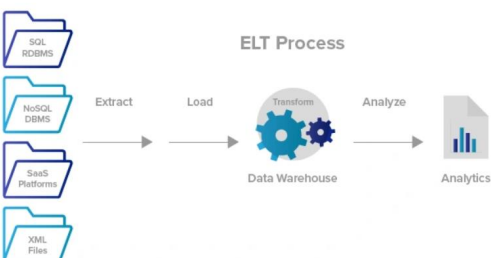 ELT Process
SQL
RDBMS
NoSQL
DBMS
SaaS
Platforms
XML
Files
Extract
Load
Transform
Data Warehouse
Analyze
Analytics